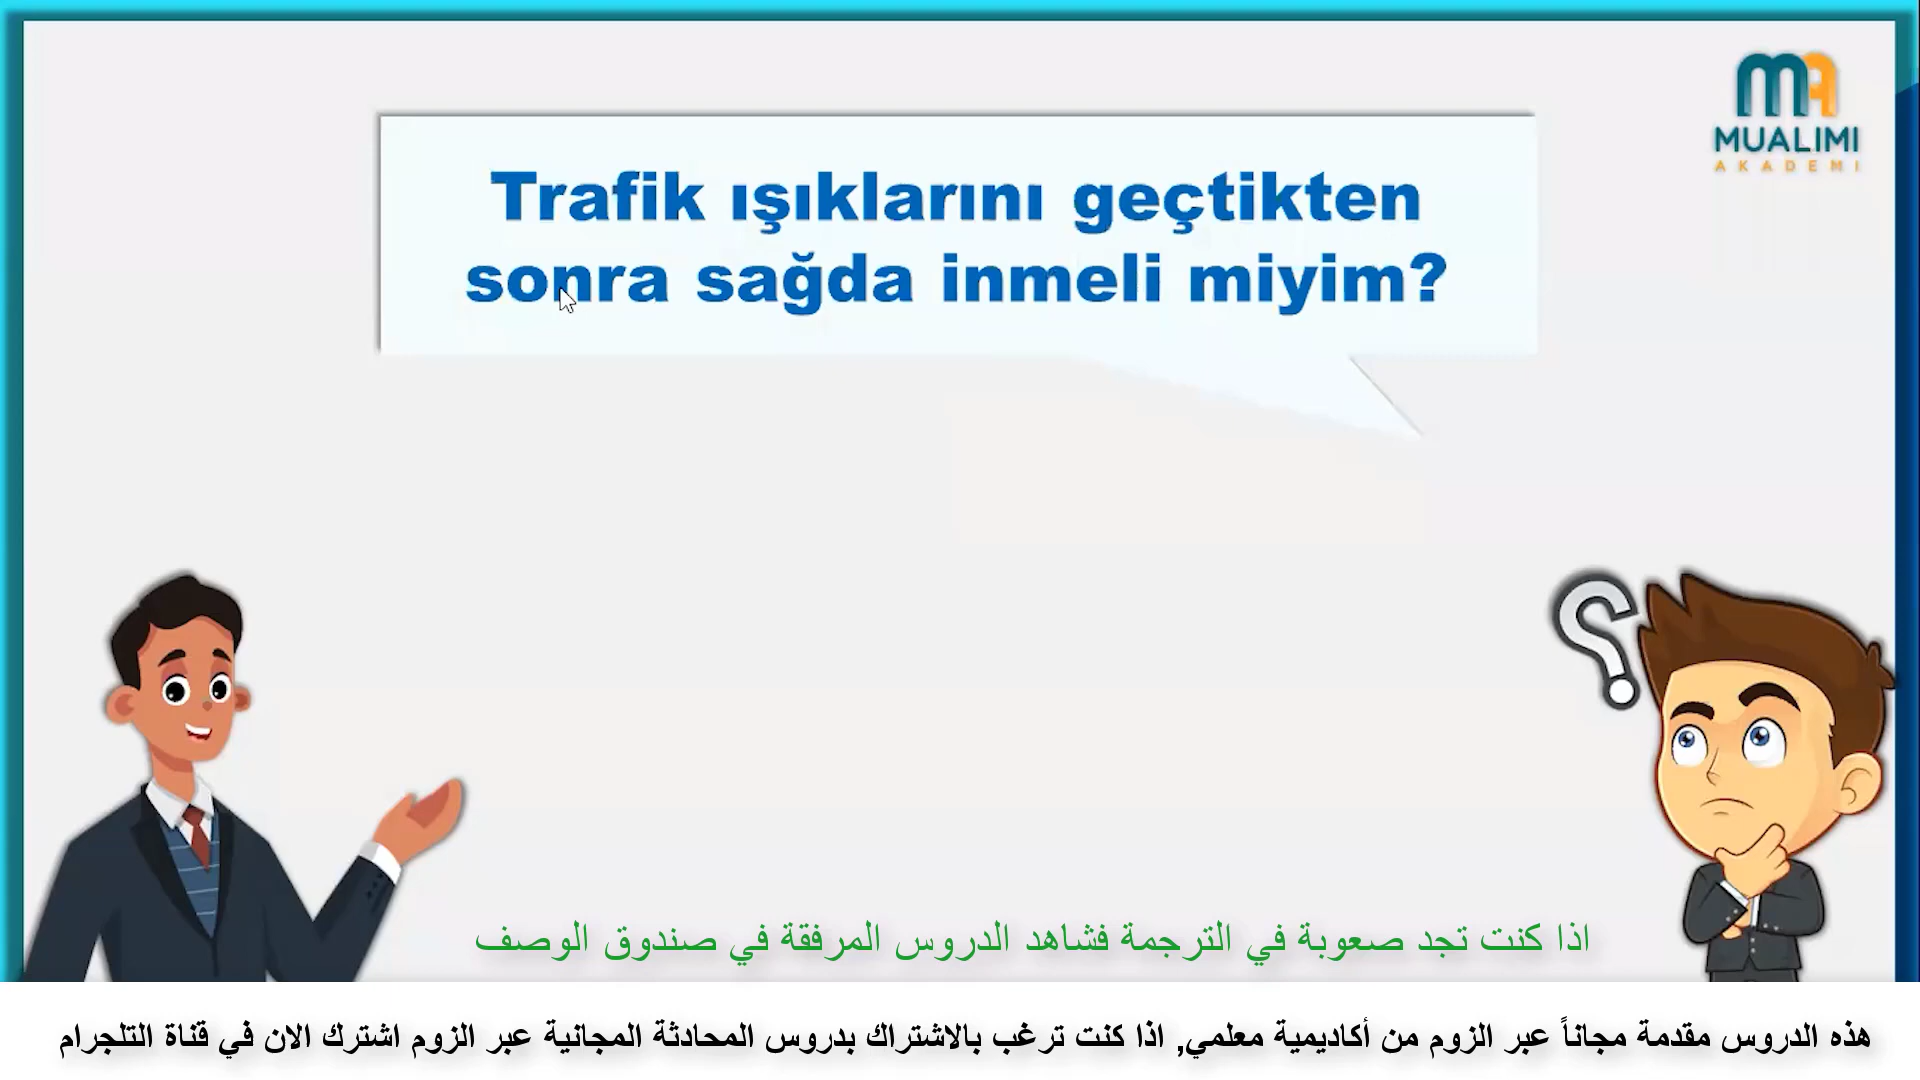 MUALIMI
AKADEMI
Trafik ışıklarını geçtikten
sonra sağda inmeli miyim?
اذا كنت تجد صعوبة في الترجمة فشاهد الدروس المرفقة في صندوق الوصف
هذه الدروس مقدمة مجاناً عبر الزوم من أكاديمية معلمي, اذا كنت ترغب بالاشتراك بدروس المحادثة المجانية عبر الزوم اشترك الان في قناة التلجرام